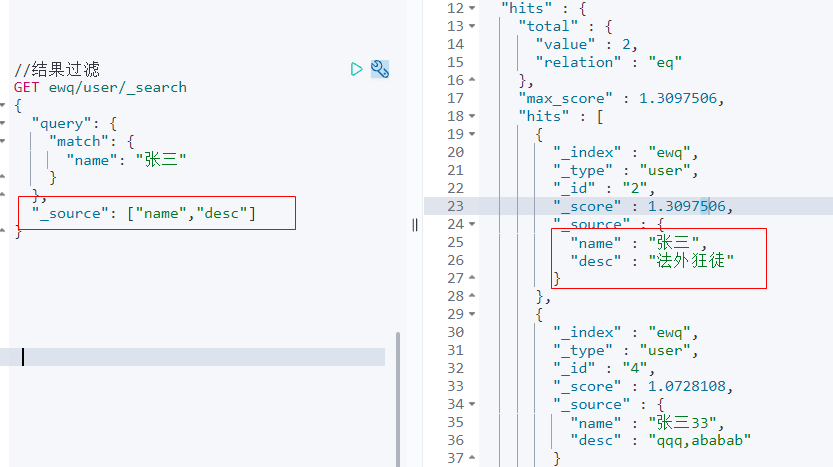 //结果过滤
GET ewq/user/_search
{
"query": {
"match": {
"name": "张三"
}
},
"_source": ["name","desc"]
}
12 "hits" : {
13 "total" : {
14 "value" : 2,
15 "relation" : "eq"
16 },
17 "max_score" : 1.3097506,
18 "hits" : [
19 {
20 "_index" : "ewq",
21 "_type" : "user",
22 "_id" : "2",
23 "_score" : 1.3097506,
24 "_source" : {
25 "name" : "张三",
26 "desc" : "法外狂徒"
27 }
28 },
29 {
30 "_index" : "ewq",
31 "_type" : "user",
32 "_id" : "4",
33 "_score" : 1.0728108,
34 "_source" : {
35 "name" : "张三33",
36 "desc" : "qqq,ababab"
37 }